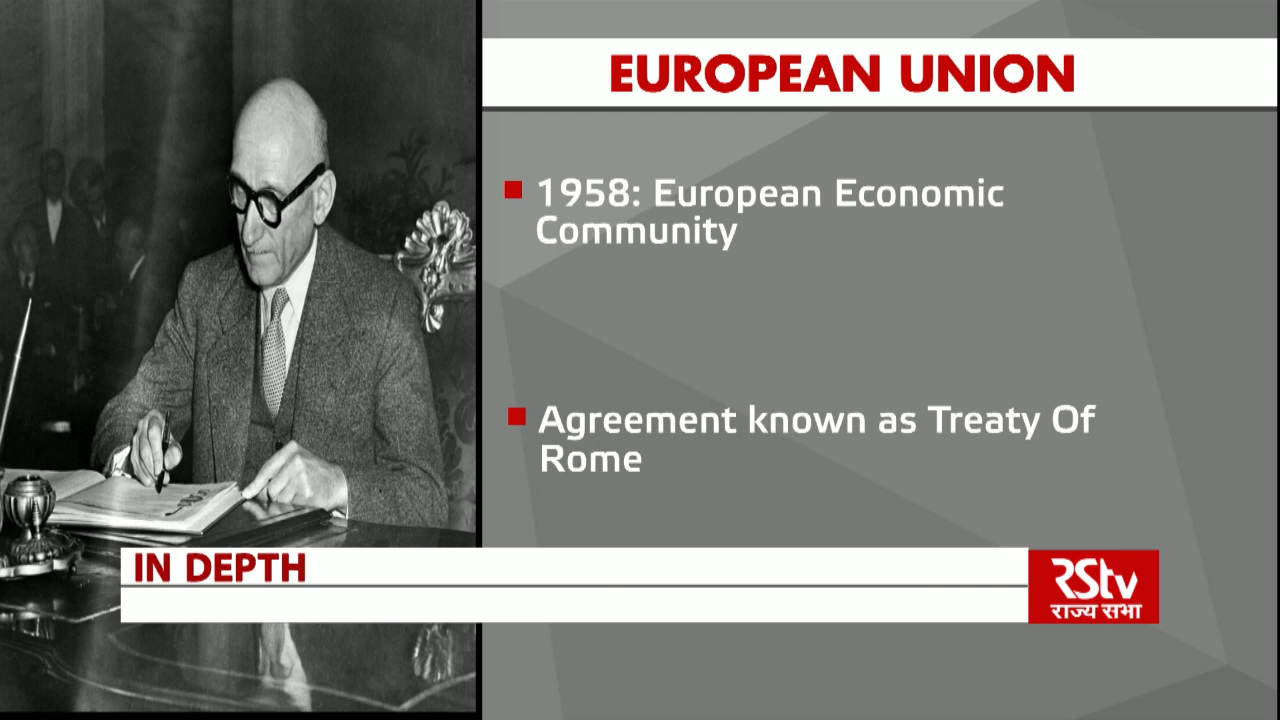 EUROPEAN UNION
1958: European Economic
Community
Agreement known as Treaty Of
Rome
IN DEPTH
RStv
राज्य सभा